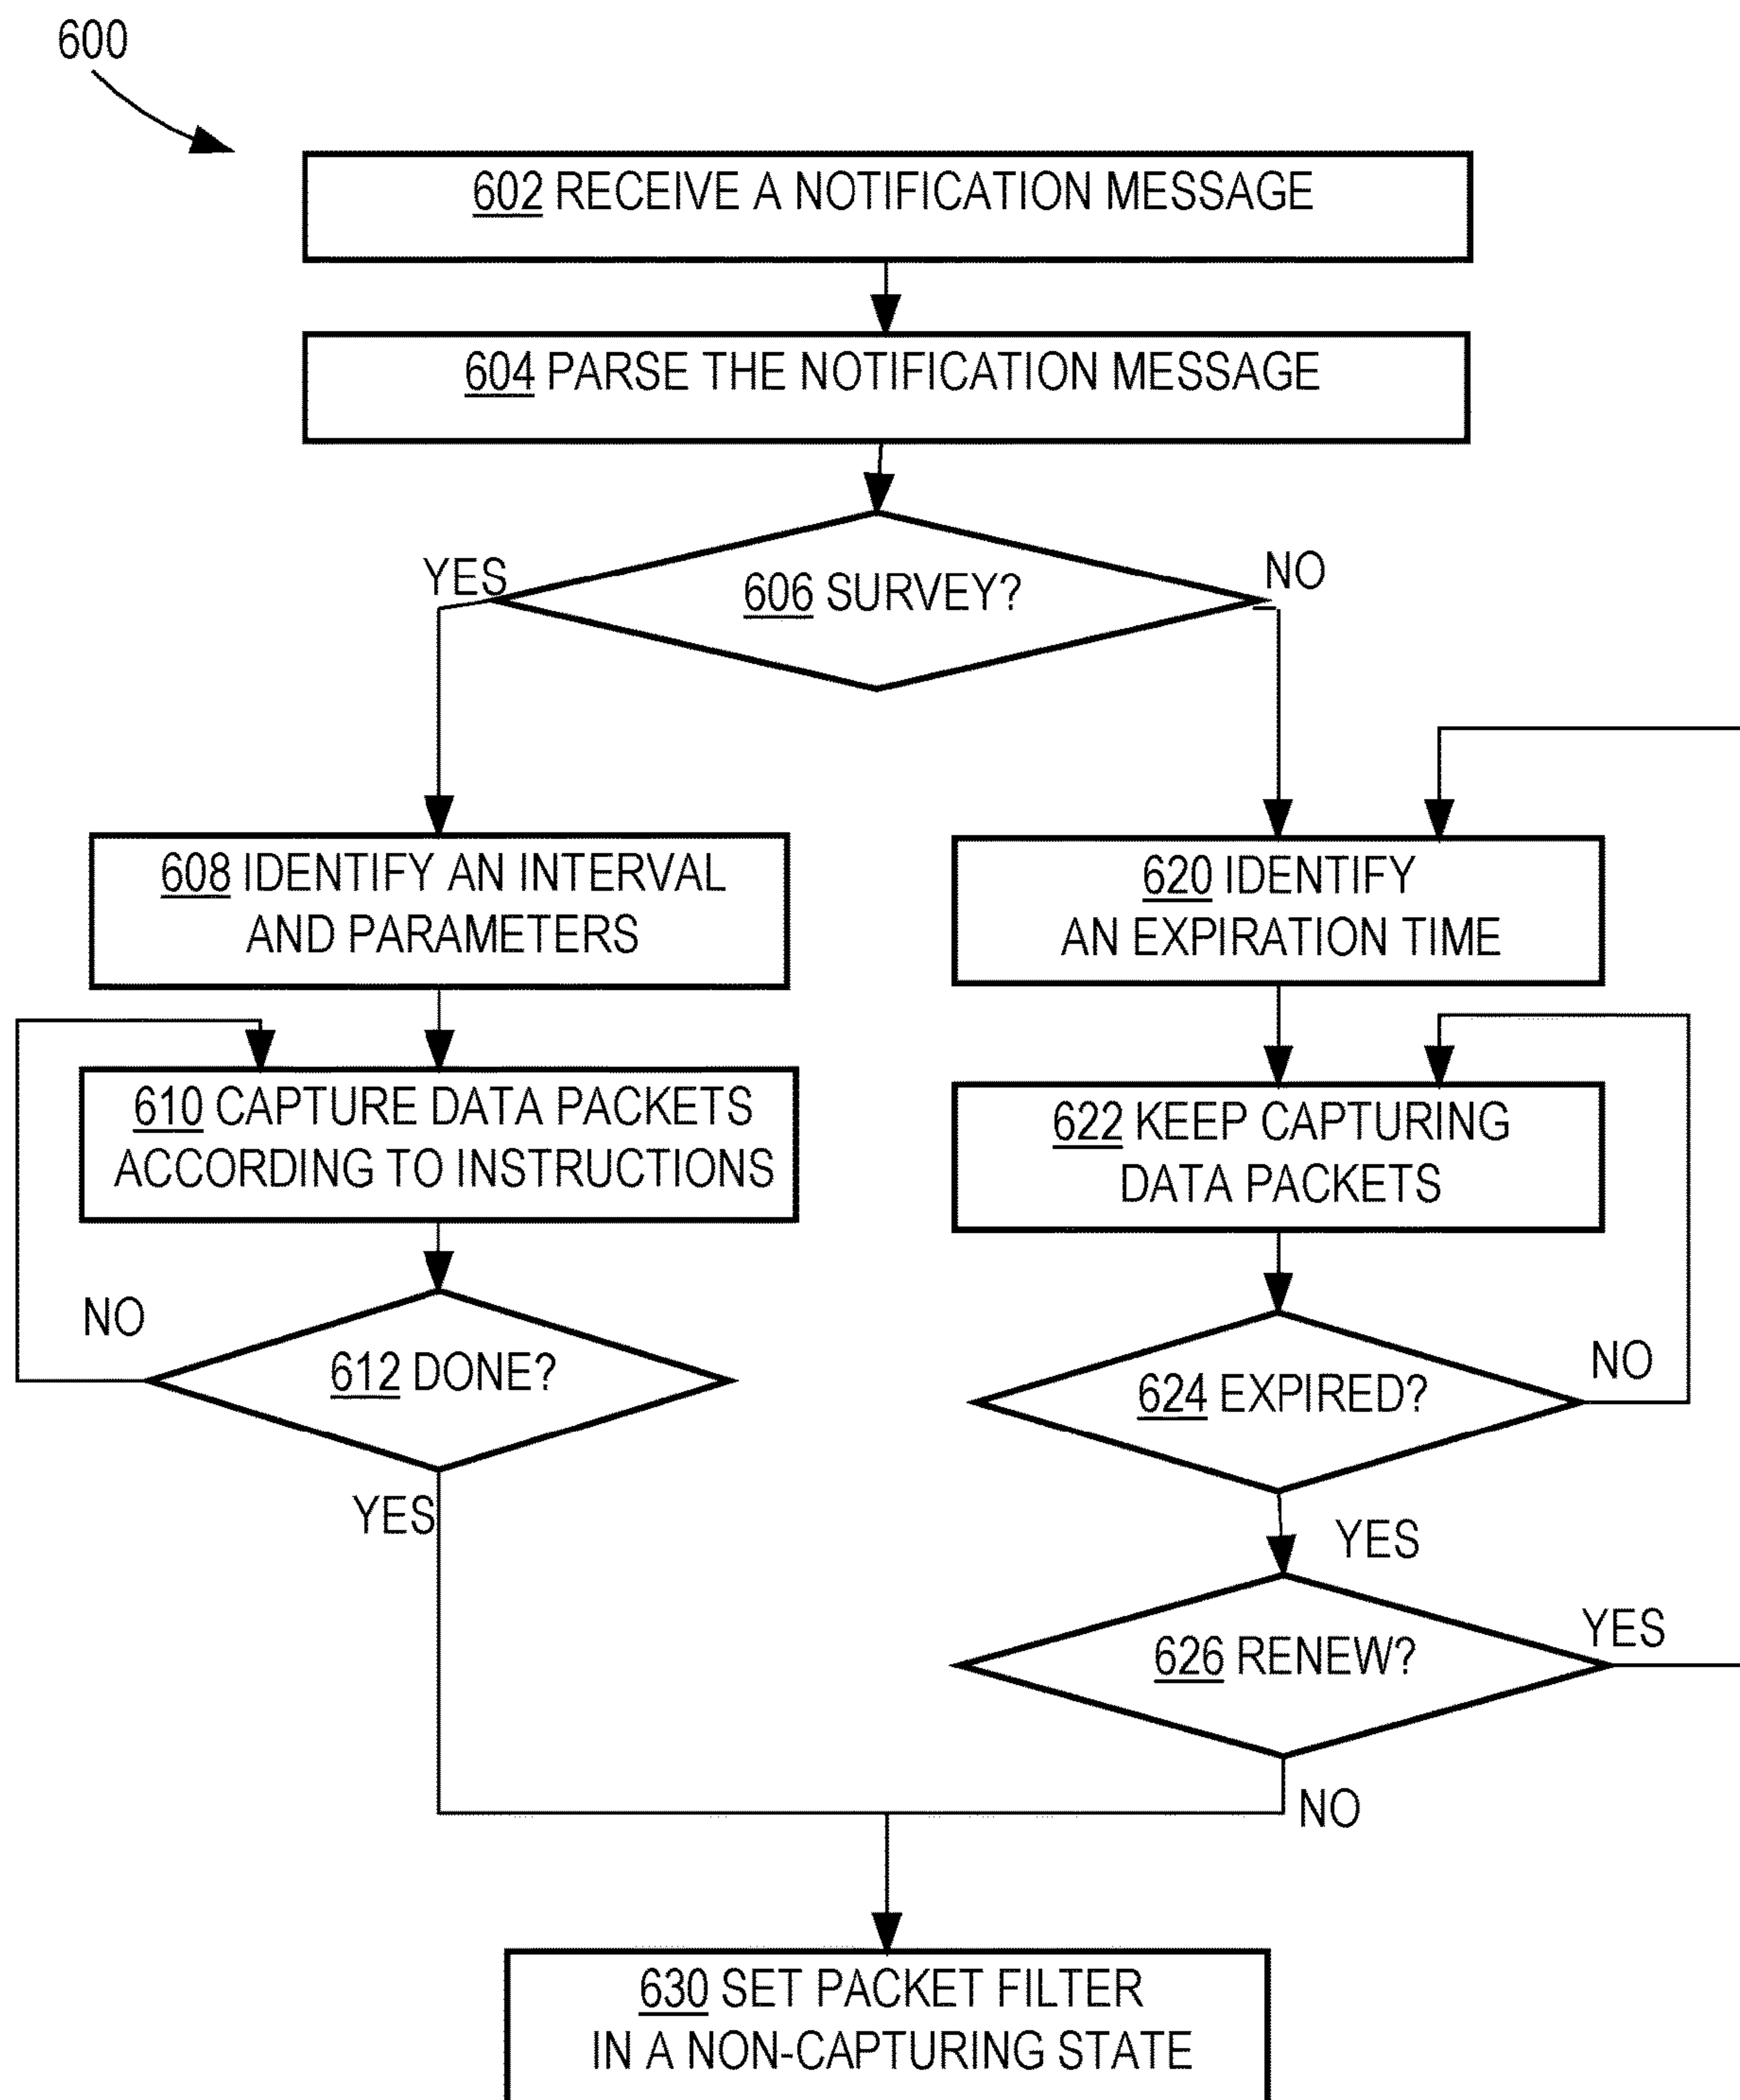 600
602 RECEIVE A NOTIFICATION MESSAGE
604 PARSE THE NOTIFICATION MESSAGE
YES
606 SURVEY?
NO
608 IDENTIFY AN INTERVAL
AND PARAMETERS
620 IDENTIFY
AN EXPIRATION TIME
610 CAPTURE DATA PACKETS
ACCORDING TO INSTRUCTIONS
622 KEEP CAPTURING
DATA PACKETS
NO
612 DONE?
YES
624 EXPIRED?
NO
YES
626 RENEW?
YES
NO
630 SET PACKET FILTER
IN A NON-CAPTURING STATE